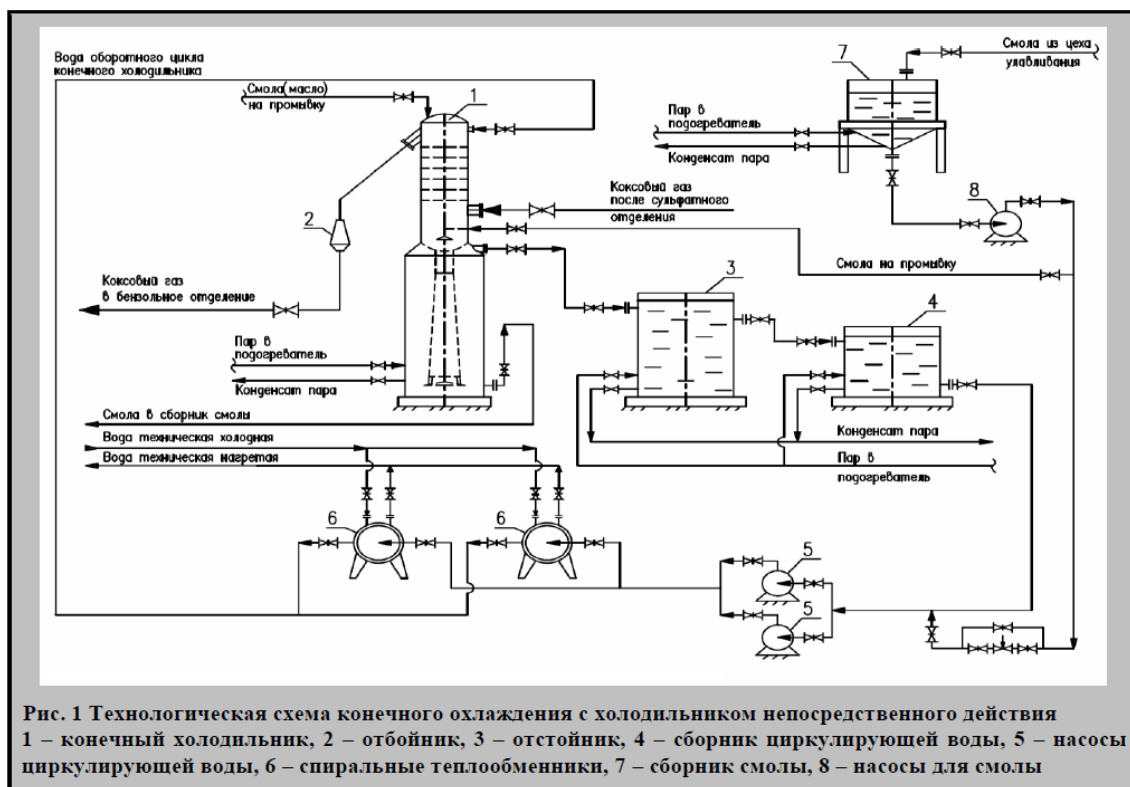 Вода оборотного цикла
конечного холодильника
Смола(масло)
на промывку
1
Смола из цеха
улавливания
7
Пар в
подогреватель
Конденсат пара
Коксовый газ
после сульфатного
отделения
8
2
Смола на промывку
3
Коксовый газ
в бензольное отделение
4
Пар в
подогреватель
Конденсат пара
Смола в сборник смолы
Вода техническая холодная
Вода техническая нагретая
Конденсат пара
Пар в
подогреватель
6
6
5
5
Рис. 1 Технологическая схема конечного охлаждения с холодильником непосредственного действия
1 – конечный холодильник, 2 – отбойник, 3 – отстойник, 4 – сборник циркулирующей воды, 5 – насосы
циркулирующей воды, 6 – спиральные теплообменники, 7 – сборник смолы, 8 – насосы для смолы